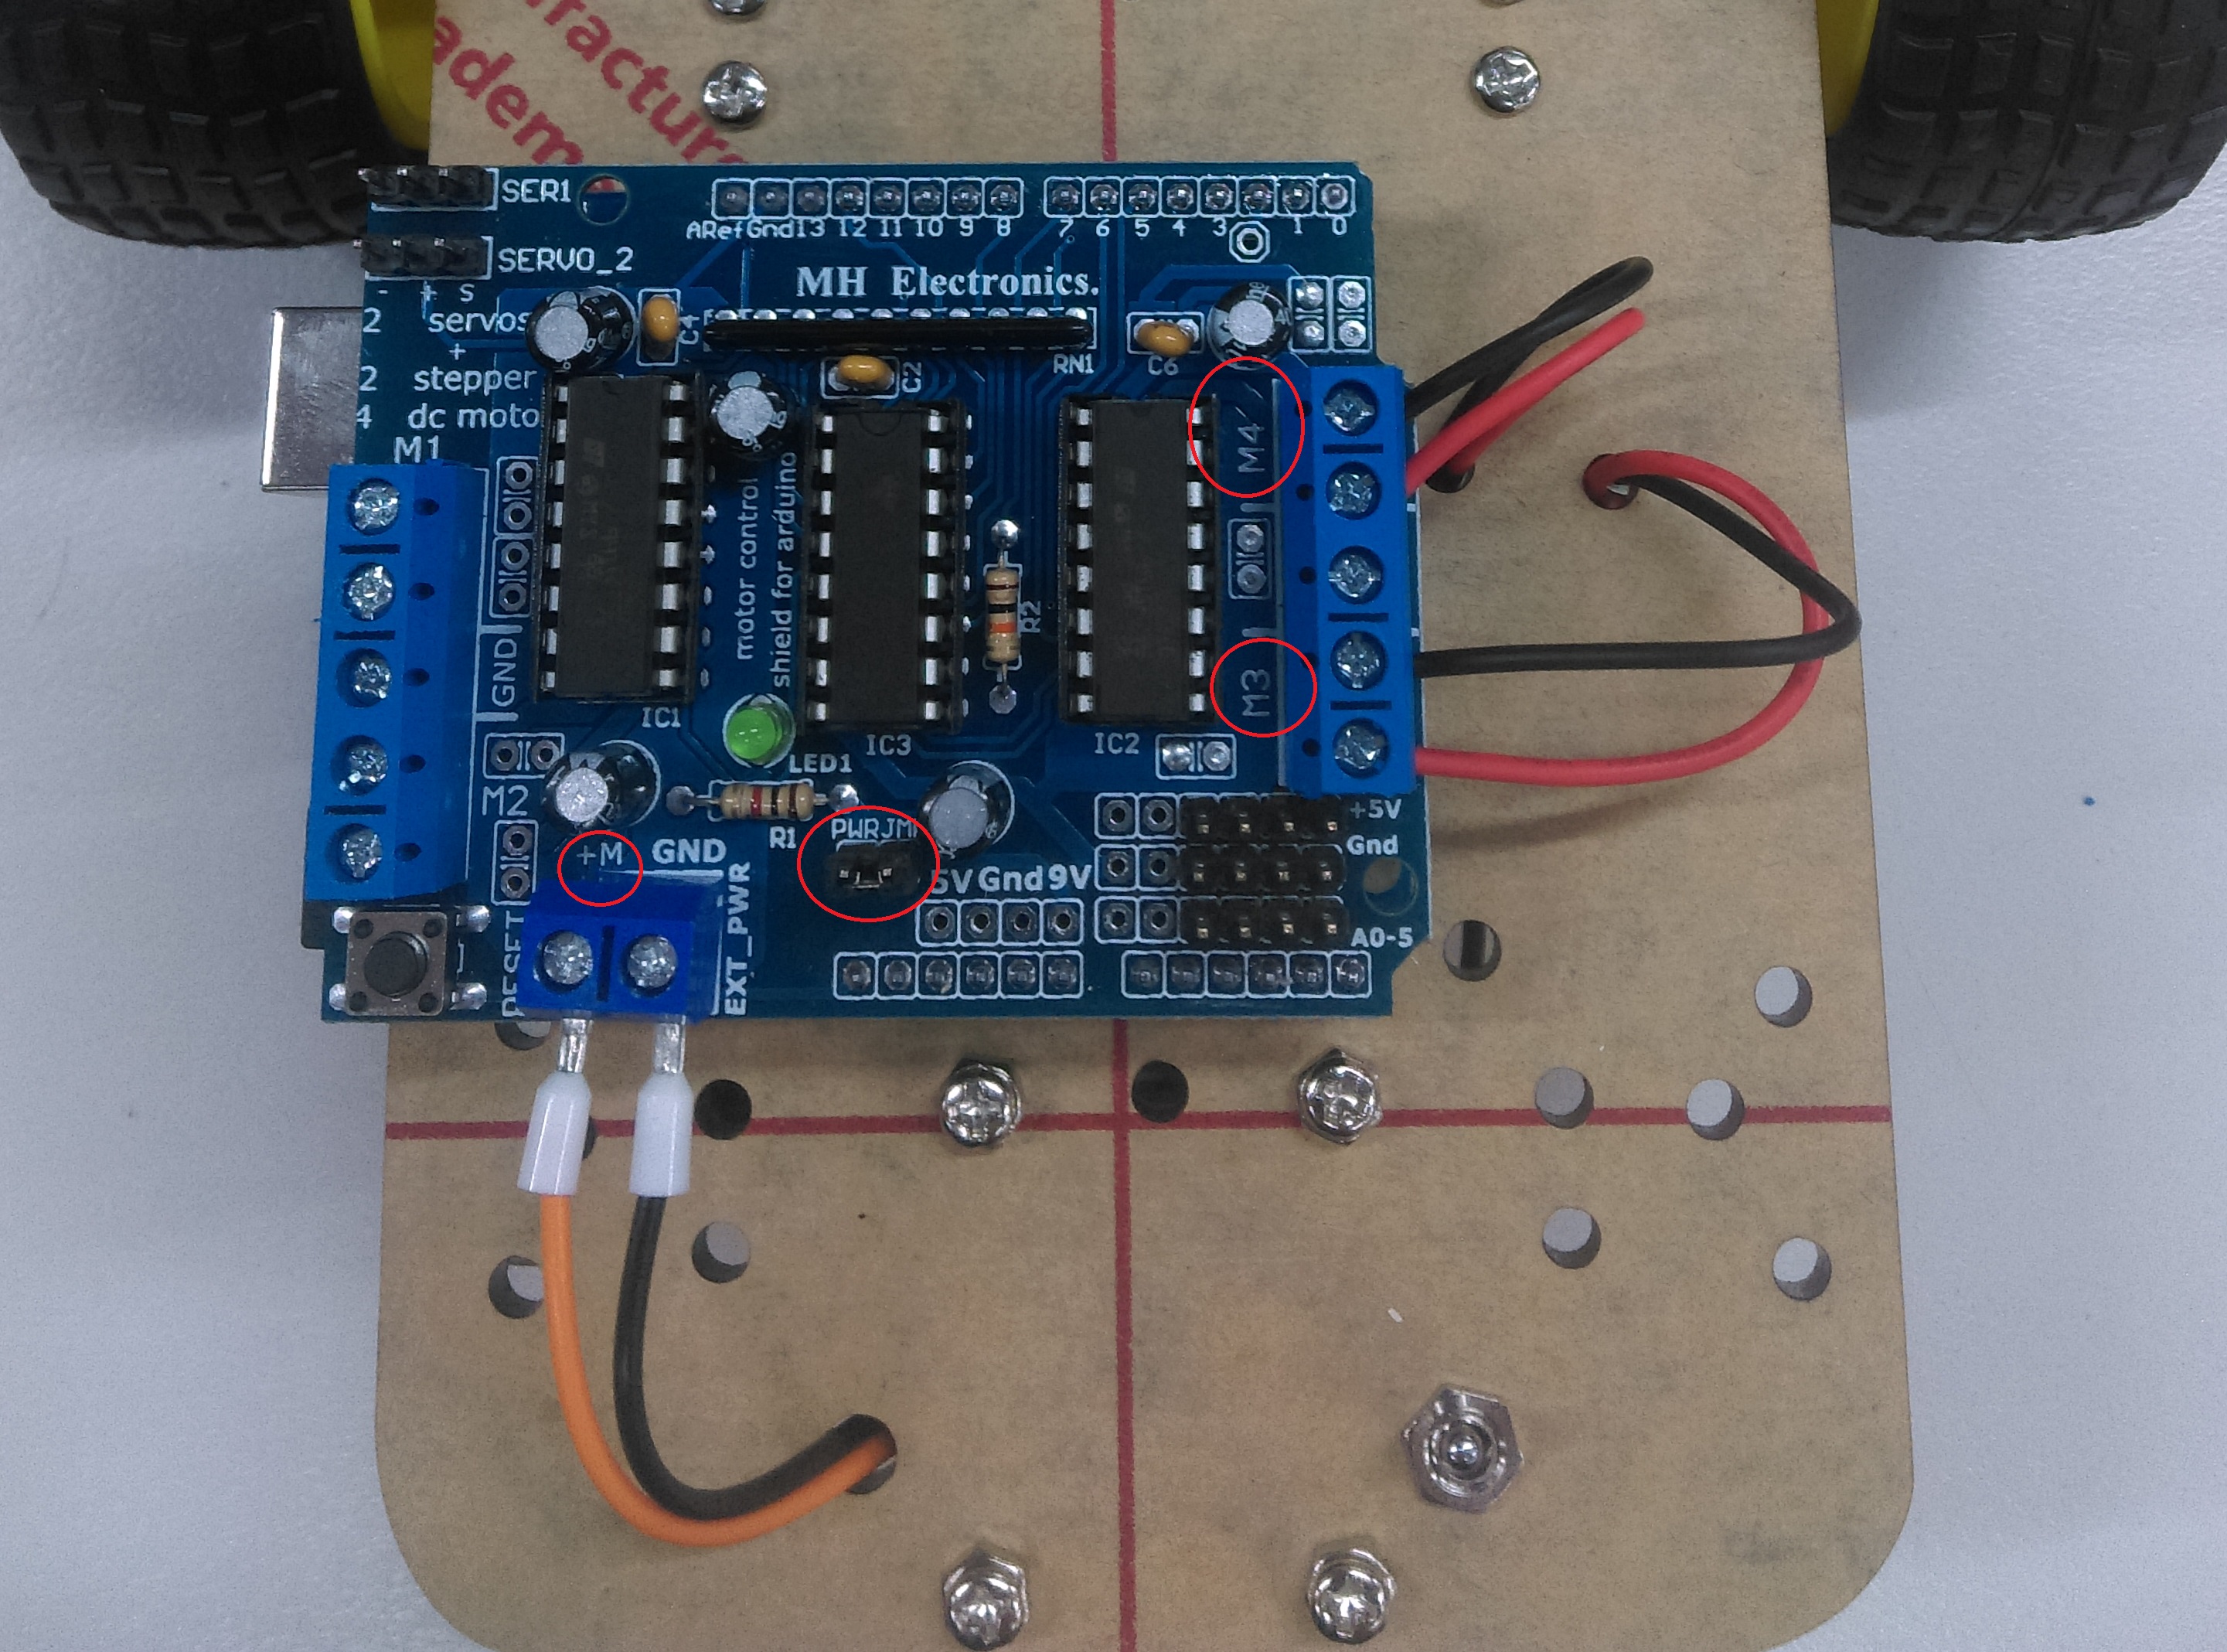 SER1
ARef Gnd 13 12 11 10 9 8 7 6 5 4 3 1 0
SERVO_2
MH Electronics.
- + s
2 servos
+
2 stepper
4 dc moto
M1
C4
C2
RN1
C6
M4
motor control
shield for arduino
R2
GND
M3
IC1
IC3
IC2
LED1
M2
R1
PWRJM
+5V
+M
GND
Gnd
5V Gnd 9V
EXT_PWR
RESET
A0-5